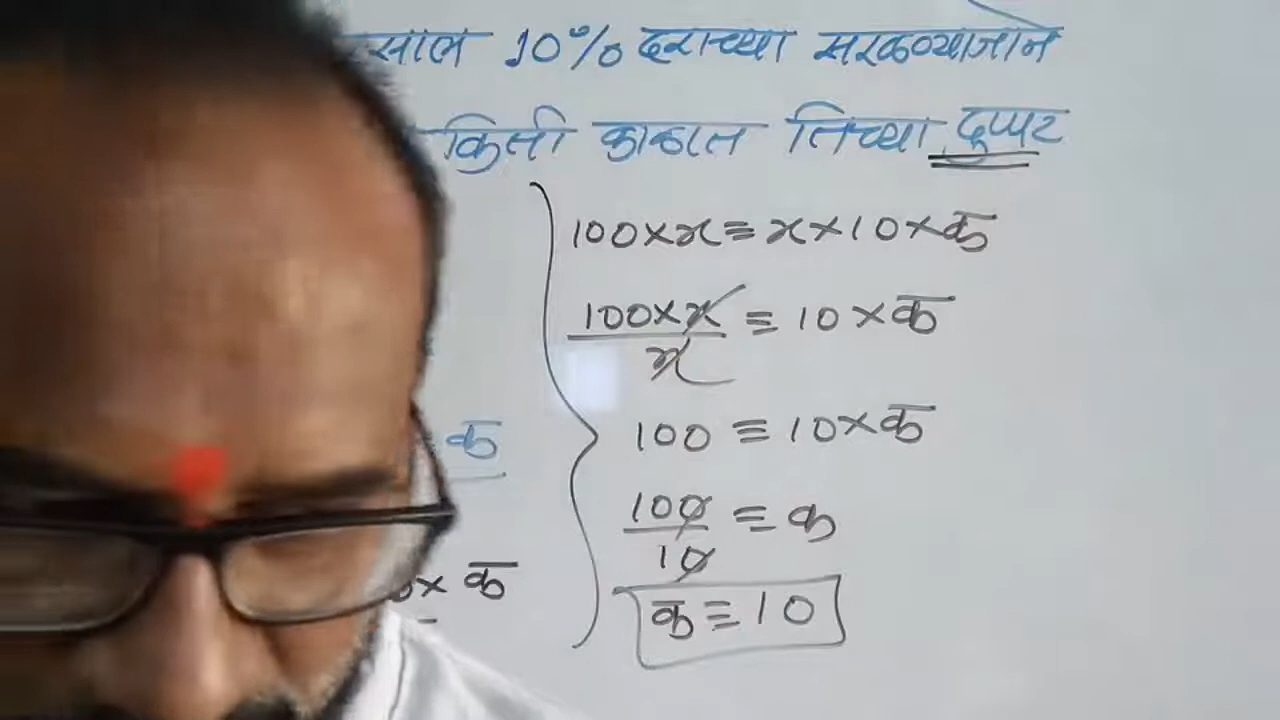 साल 10% दराच्या सरळव्याजाने
किती काळात तिच्या दुप्पट
क
× क
100×x = x×10×क
100×x = 10×क
x
100 = 10×क
100 = क
10
क = 10